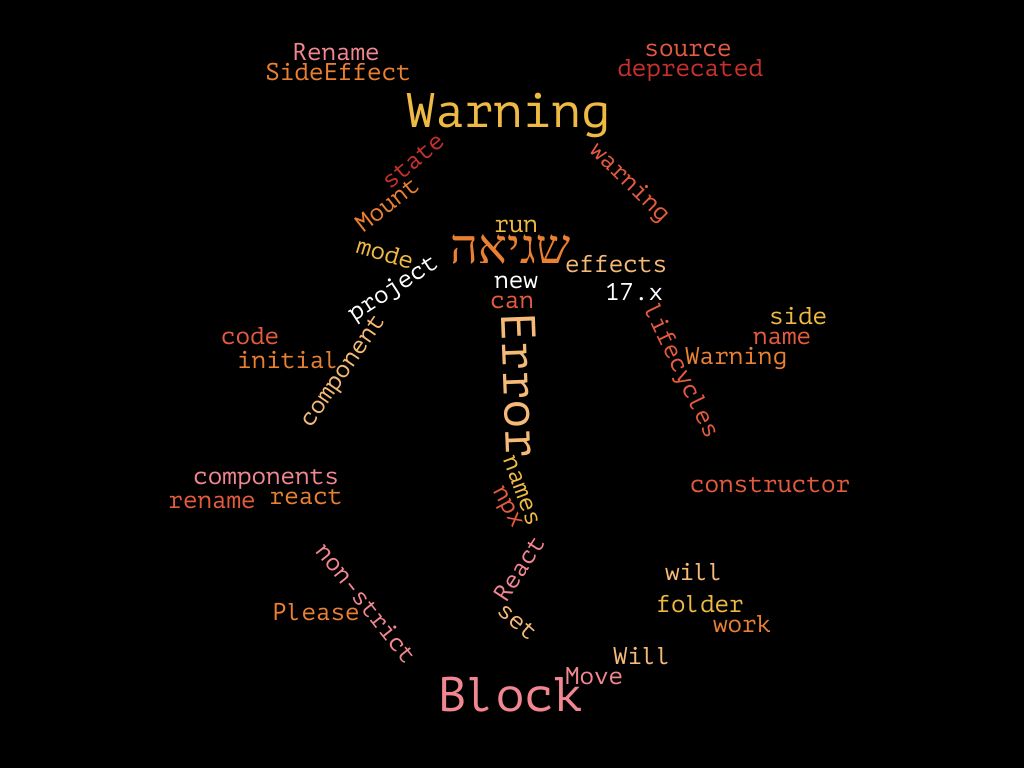 Rename
SideEffect
source
deprecated
Warning
state
warning
Mount
run
שגיאה
mode
effects
project
new
17.x
can
Error
lifecycles
side
component
code
name
initial
Warning
names
components
rename react
npx
constructor
non-strict
React
will
Please
set
folder
work
Will
Move
Block